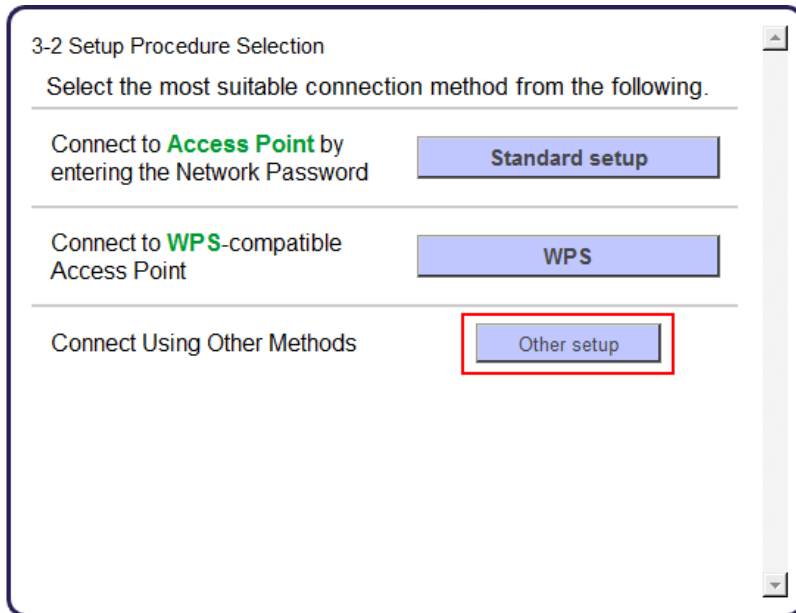 3-2 Setup Procedure Selection
Select the most suitable connection method from the following.
Connect to Access Point by
entering the Network Password
Standard setup
Connect to WPS-compatible
Access Point
WPS
Connect Using Other Methods
Other setup